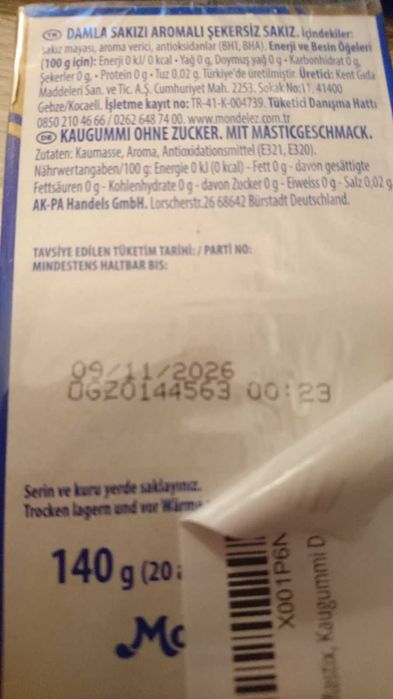 TR DAMLA SAKIZI AROMALI ŞEKERSİZ SAKIZ. İçindekiler:
sakız mayası, aroma verici, antioksidanlar (BHT, BHA). Enerji ve Besin Öğeleri
(100 g için): Enerji 0 kJ/ 0 kcal • Yağ 0 g, Doymuş yağ 0 g • Karbonhidrat 0 g,
Şekerler 0 g, • Protein 0 g • Tuz 0,02 g. Türkiye'de üretilmiştir. Üretici: Kent Gıda
Maddeleri San. ve Tic. A.Ş. Cumhuriyet Mah. 2253. Sokak No:11, 41400
Gebze/Kocaeli. İşletme kayıt no: TR-41-K-004739. Tüketici Danışma Hattı
0850 210 46 66 / 0262 648 74 00. www.mondelez.com.tr
DE KAUGUMMI OHNE ZUCKER. MIT MASTICGESCHMACK.
Zutaten: Kaumasse, Aroma, Antioxidationsmittel (E321, E320).
Nährwertangaben/100 g: Energie 0 kJ (0 kcal) - Fett 0 g - davon gesättigte
Fettsäuren 0 g - Kohlenhydrate 0 g - davon Zucker 0 g - Eiweiss 0 g - Salz 0,02 g
AK-PA Handels GmbH. Lorscherstr.26 68642 Bürstadt Deutschland.
TAVSİYE EDİLEN TÜKETİM TARİHİ: / PARTİ NO:
MINDESTENS HALTBAR BIS:
09/11/2026
OGZ0144563 00:23
Serin ve kuru yerde saklayınız.
Trocken lagern und vor Wärme
140 g (20
Mo
X001P6N
Kaugummi D